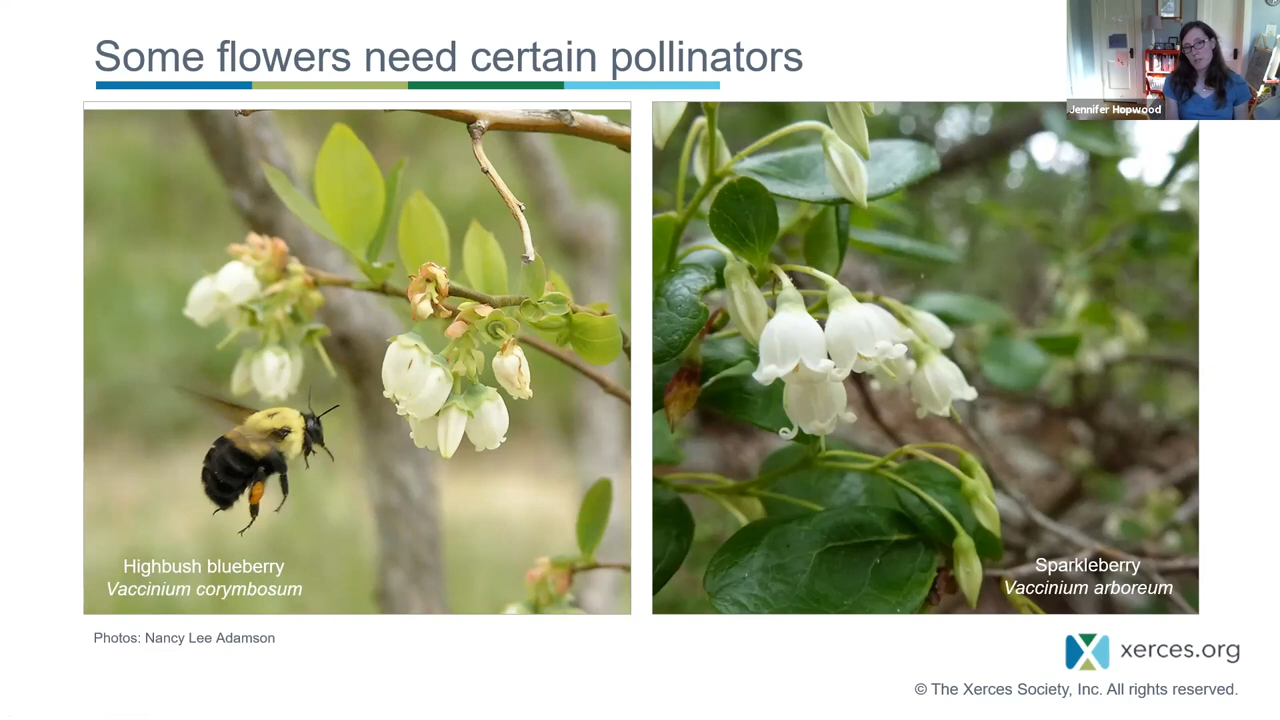 Some flowers need certain pollinators
Jennifer Hopwood
Highbush blueberry
Vaccinium corymbosum
Sparkleberry
Vaccinium arboreum
Photos: Nancy Lee Adamson
xerces.org
© The Xerces Society, Inc. All rights reserved.